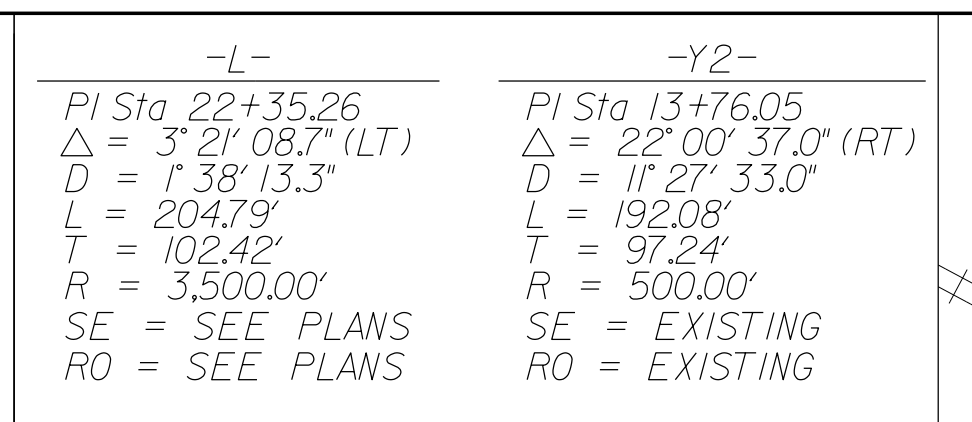 -L-
PI Sta 22+35.26
△ = 3° 21' 08.7" (LT)
D = 1° 38' 13.3"
L = 204.79'
T = 102.42'
R = 3,500.00'
SE = SEE PLANS
RO = SEE PLANS
-Y2-
PI Sta 13+76.05
△ = 22° 00' 37.0" (RT)
D = 11° 27' 33.0"
L = 192.08'
T = 97.24'
R = 500.00'
SE = EXISTING
RO = EXISTING